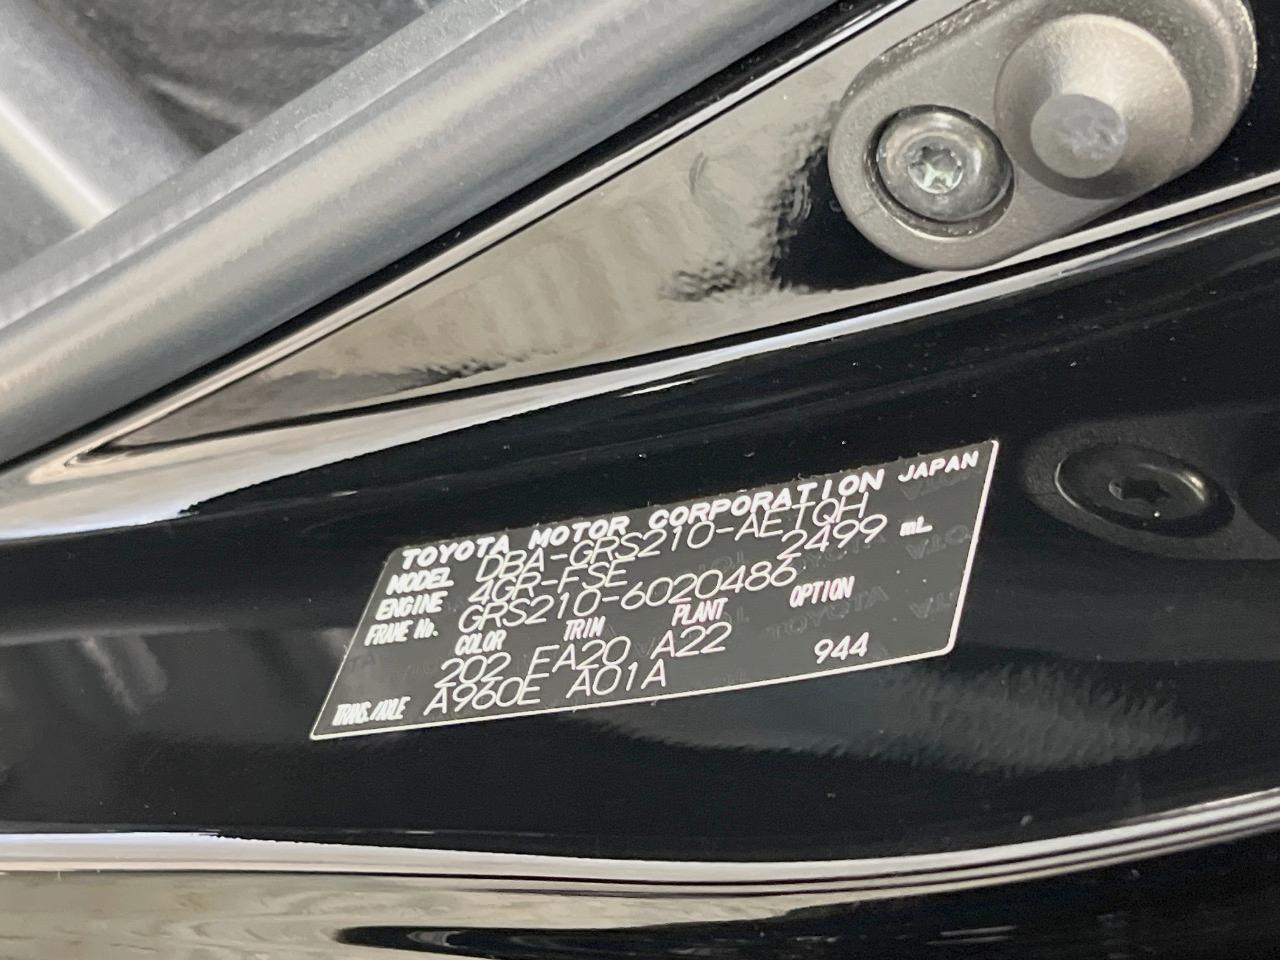 TOYOTA MOTOR CORPORATION JAPAN
MODEL DBA-GRS210-AETQH
ENGINE 4GR-FSE 2499 mL
FRAME No. GRS210-6020486
COLOR TRIM PLANT OPTION
202 FA20 A22
TRANS./AXLE A960E A01A 944